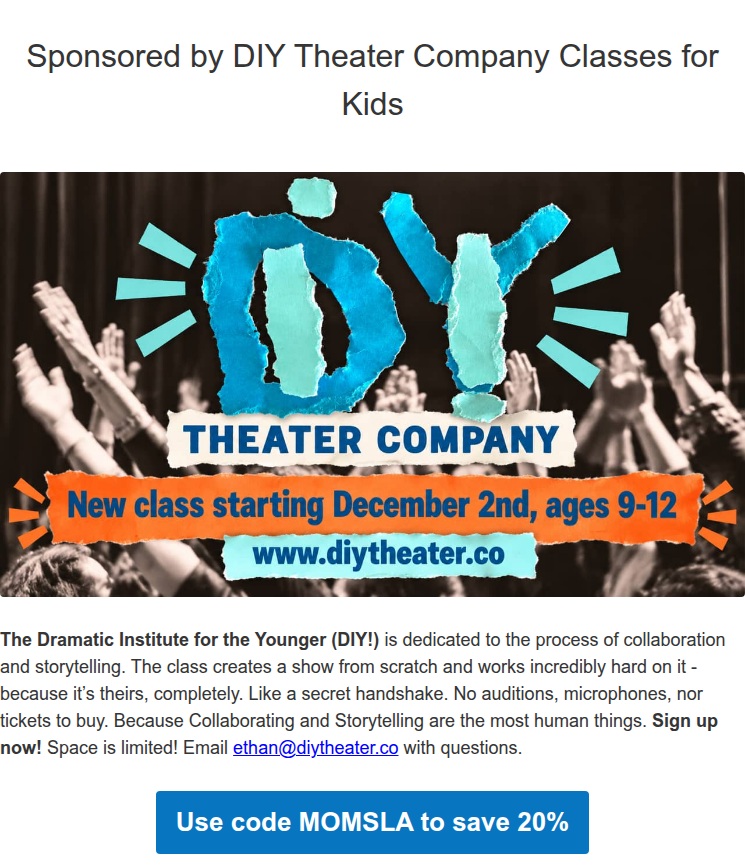 Sponsored by DIY Theater Company Classes for
Kids
DIY
THEATER COMPANY
New class starting December 2nd, ages 9-12
www.diytheater.co
The Dramatic Institute for the Younger (DIY!) is dedicated to the process of collaboration
and storytelling. The class creates a show from scratch and works incredibly hard on it -
because it’s theirs, completely. Like a secret handshake. No auditions, microphones, nor
tickets to buy. Because Collaborating and Storytelling are the most human things. Sign up
now! Space is limited! Email ethan@diytheater.co with questions.
Use code MOMSLA to save 20%